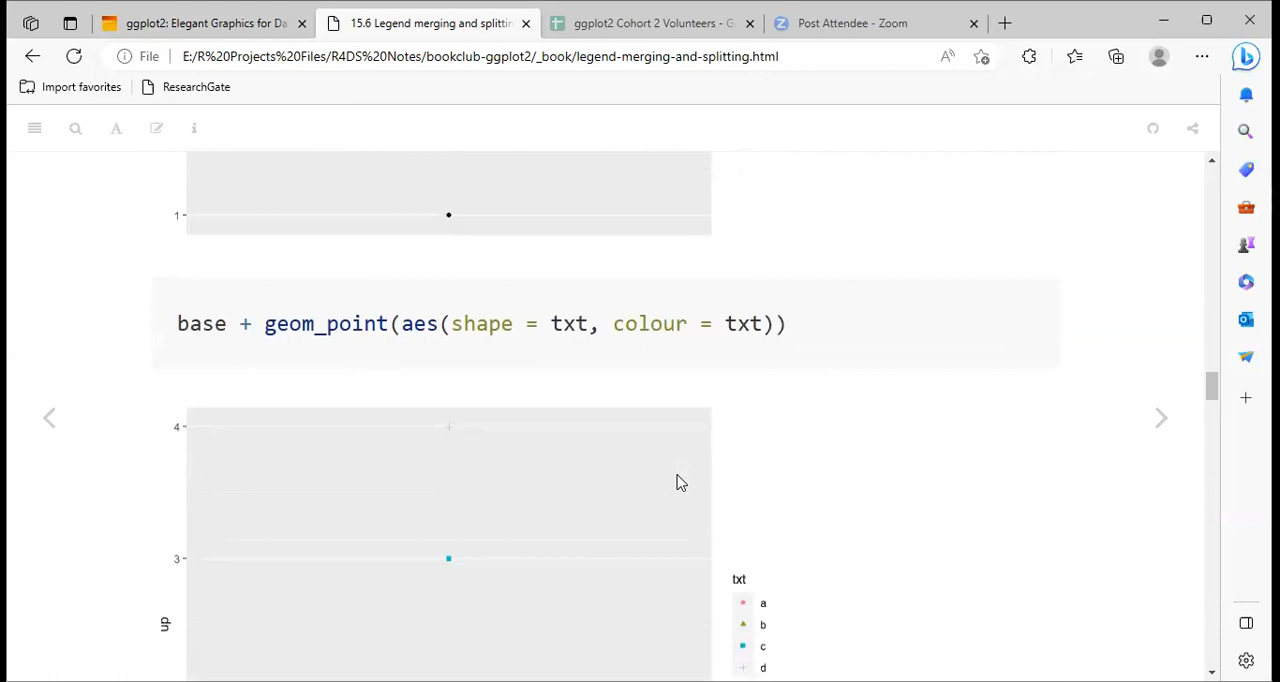 ggplot2: Elegant Graphics for Da
15.6 Legend merging and splittin
ggplot2 Cohort 2 Volunteers - G
Post Attendee - Zoom
File
E:/R%20Projects%20Files/R4DS%20Notes/bookclub-ggplot2/_book/legend-merging-and-splitting.html
Import favorites
ResearchGate
1
base + geom_point(aes(shape = txt, colour = txt))
4
3
up
txt
a
b
c
d